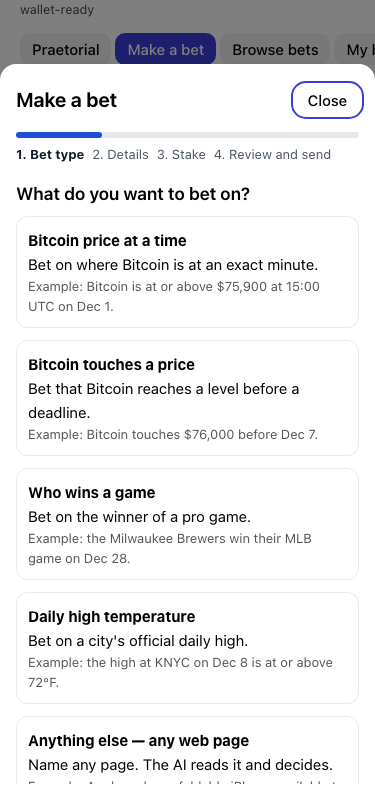 wallet-ready
Praetorial Make a bet Browse bets My b
Make a bet
Close
1. Bet type 2. Details 3. Stake 4. Review and send
What do you want to bet on?
Bitcoin price at a time
Bet on where Bitcoin is at an exact minute.
Example: Bitcoin is at or above $75,900 at 15:00
UTC on Dec 1.
Bitcoin touches a price
Bet that Bitcoin reaches a level before a
deadline.
Example: Bitcoin touches $76,000 before Dec 7.
Who wins a game
Bet on the winner of a pro game.
Example: the Milwaukee Brewers win their MLB
game on Dec 28.
Daily high temperature
Bet on a city's official daily high.
Example: the high at KNYC on Dec 8 is at or above
72°F.
Anything else — any web page
Name any page. The AI reads it and decides.